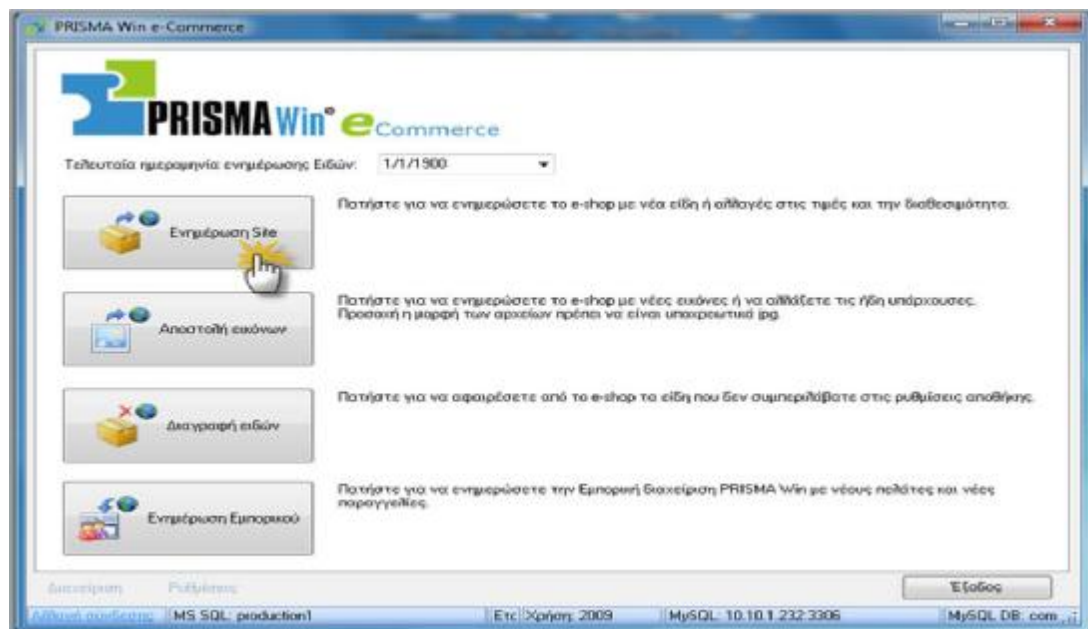 PRISMA Win e-Commerce
PRISMA Win® eCommerce
Τελευταία ημερομηνία ενημέρωσης Ειδών: 1/1/1900
Ενημέρωση Site
Πατήστε για να ενημερώσετε το e-shop με νέα είδη ή αλλαγές στις τιμές και την διαθεσιμότητα.
Αποστολή εικόνων
Πατήστε για να ενημερώσετε το e-shop με νέες εικόνες ή να αλλάξετε τις ήδη υπάρχουσες.
Προσοχή η μορφή των αρχείων πρέπει να είναι υποχρεωτικά jpg.
Διαγραφή ειδών
Πατήστε για να αφαιρέσετε από το e-shop τα είδη που δεν συμπεριλάβατε στις ρυθμίσεις αποθήκης.
Ενημέρωση Εμπορικού
Πατήστε για να ενημερώσετε την Εμπορική διαχείριση PRISMA Win με νέους πελάτες και νέες
παραγγελίες.
Διαχείριση Ρυθμίσεις Έξοδος
σύνδεσης MS SQL: production1 Ετς Χρήση: 2009 MySQL: 10.10.1.232:3306 MySQL DB: com